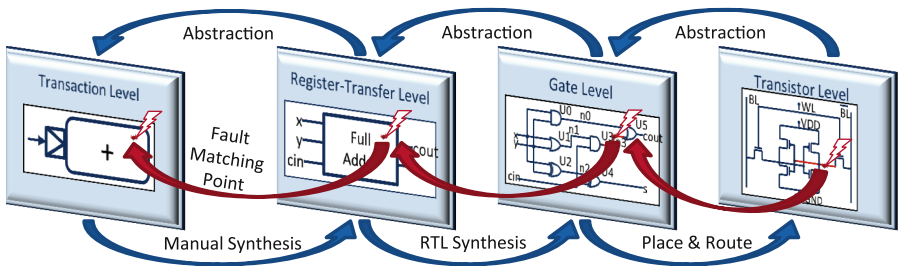 Abstraction
Abstraction
Abstraction
Transaction Level
+
Register-Transfer Level
x
y
cin
Full
cout
Gate Level
U0
n0
n1
U5
U1
U3
cout
x
y
U2
n2
U4
cin
s
Transistor Level
BL
WL
BL
VDD
Fault
Matching
Point
Manual Synthesis
RTL Synthesis
Place & Route